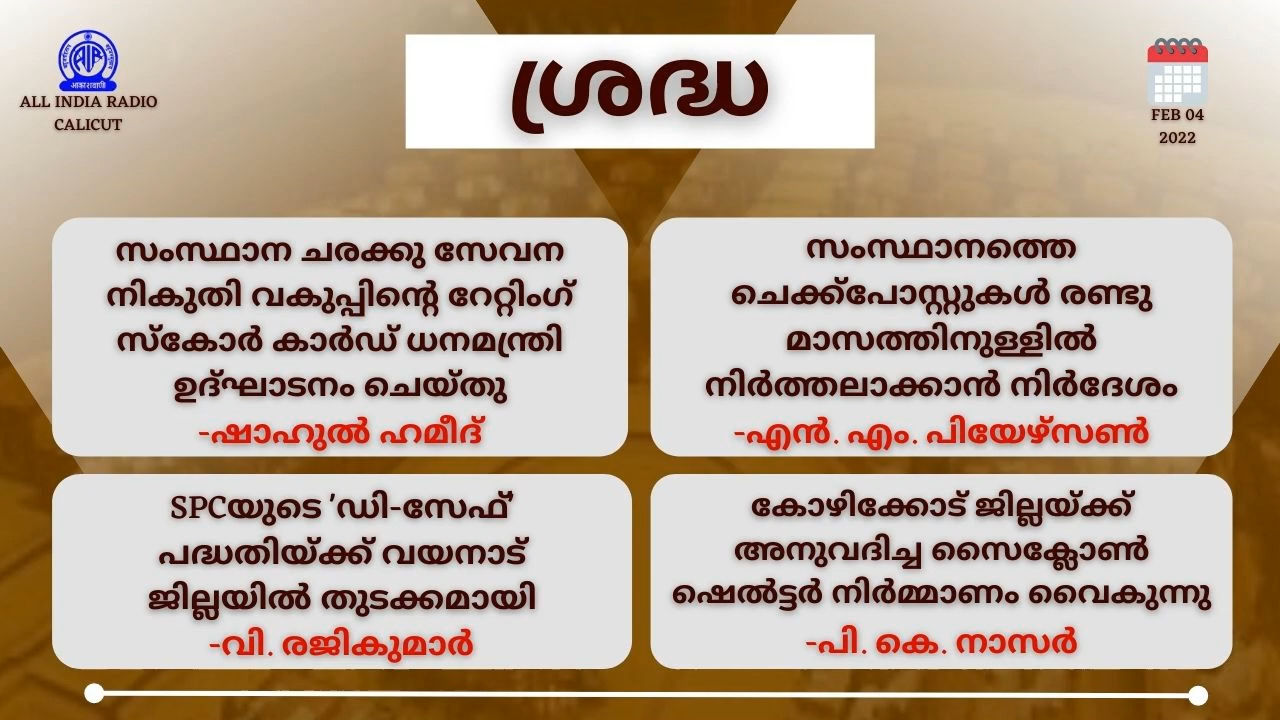 आकाशवाणी
ALL INDIA RADIO
CALICUT
ശ്രദ്ധ
FEB 04
2022
സംസ്ഥാന ചരക്കു സേവന
നികുതി വകുപ്പിന്റെ റേറ്റിംഗ്
സ്കോർ കാർഡ് ധനമന്ത്രി
ഉദ്ഘാടനം ചെയ്തു
-ഷാഹുൽ ഹമീദ്
സംസ്ഥാനത്തെ
ചെക്ക്പോസ്റ്റുകൾ രണ്ടു
മാസത്തിനുള്ളിൽ
നിർത്തലാക്കാൻ നിർദേശം
-എൻ. എം. പിയേഴ്സൺ
SPCയുടെ 'ഡി-സേഫ്'
പദ്ധതിയ്ക്ക് വയനാട്
ജില്ലയിൽ തുടക്കമായി
-വി. രജികുമാർ
കോഴിക്കോട് ജില്ലയ്ക്ക്
അനുവദിച്ച സൈക്ലോൺ
ഷെൽട്ടർ നിർമ്മാണം വൈകുന്നു
-പി. കെ. നാസർ